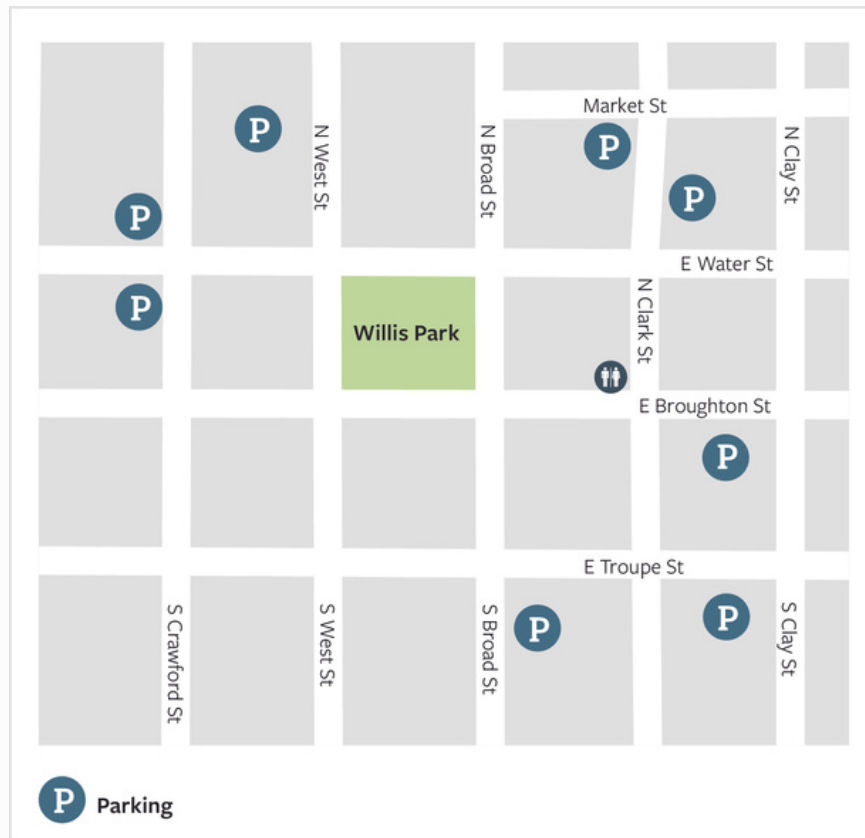 Market St
N West St
N Broad St
N Clay St
P
P
P
P
E Water St
N Clark St
P
Willis Park
E Broughton St
P
E Troupe St
S Crawford St
S West St
S Broad St
S Clay St
P
P
P Parking